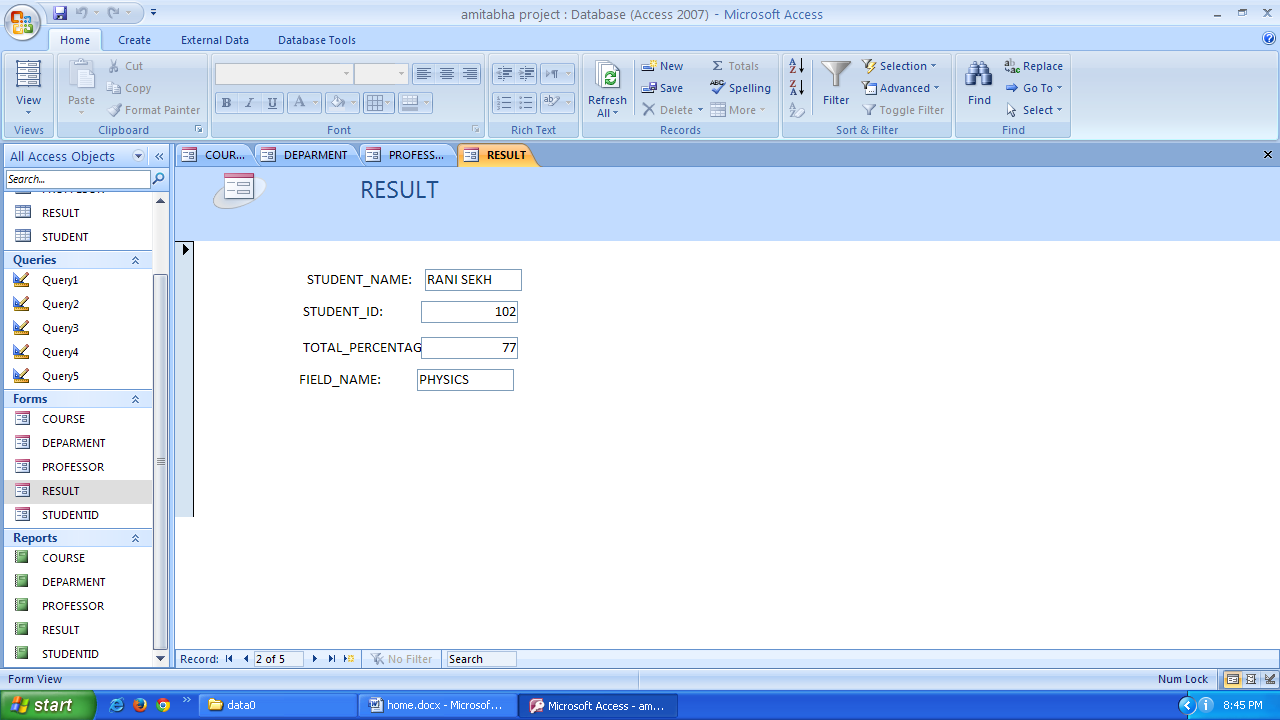 amitabha project : Database (Access 2007) - Microsoft Access
Home Create External Data Database Tools
View
Views
Paste
Cut
Copy
Format Painter
Clipboard
B I U A
Font
Rich Text
Refresh All
New
Save
Delete
Σ Totals
Spelling
More
Records
Filter
Selection
Advanced
Toggle Filter
Sort & Filter
Find
Replace
Go To
Select
Find
All Access Objects
Search...
RESULT
STUDENT
Queries
Query1
Query2
Query3
Query4
Query5
Forms
COURSE
DEPARMENT
PROFESSOR
RESULT
STUDENTID
Reports
COURSE
DEPARMENT
PROFESSOR
RESULT
STUDENTID
COUR... DEPARMENT PROFESS... RESULT
RESULT
STUDENT_NAME: RANI SEKH
STUDENT_ID: 102
TOTAL_PERCENTAG 77
FIELD_NAME: PHYSICS
Record: 2 of 5 No Filter Search
Form View Num Lock
start data0 home.docx - Microsof... Microsoft Access - am... 8:45 PM